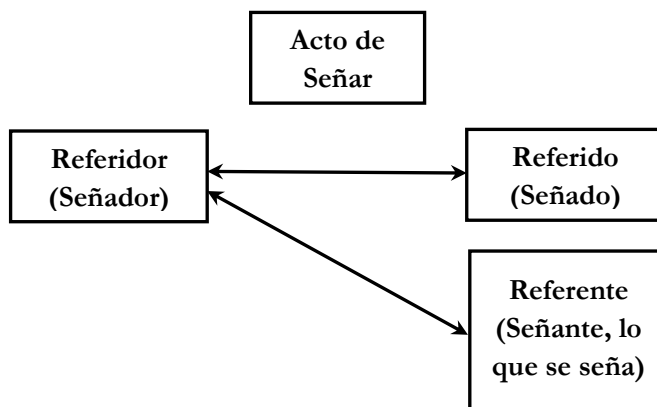 Acto de
Señar
Referidor
(Señador)
Referido
(Señado)
Referente
(Señante, lo
que se seña)